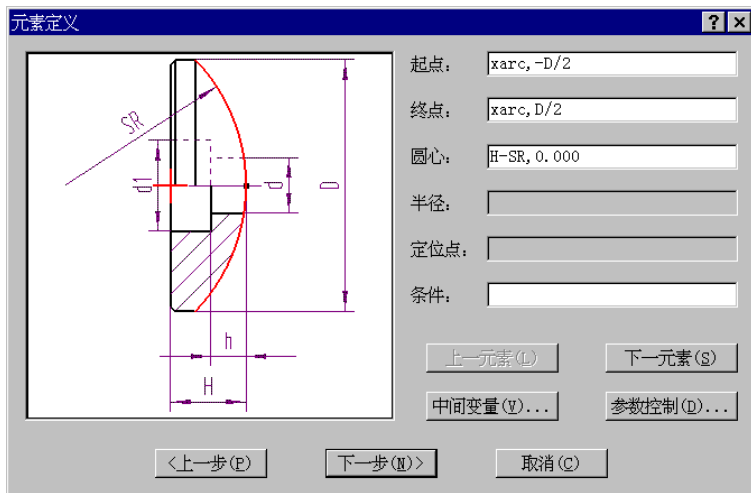 元素定义
起点: xarc,-D/2
终点: xarc,D/2
圆心: H-SR,0.000
半径:
定位点:
条件:
SR
d1
d
D
h
H
上一元素(L) 下一元素(S)
中间变量(V)... 参数控制(D)...
<上一步(P) 下一步(N)> 取消(C)